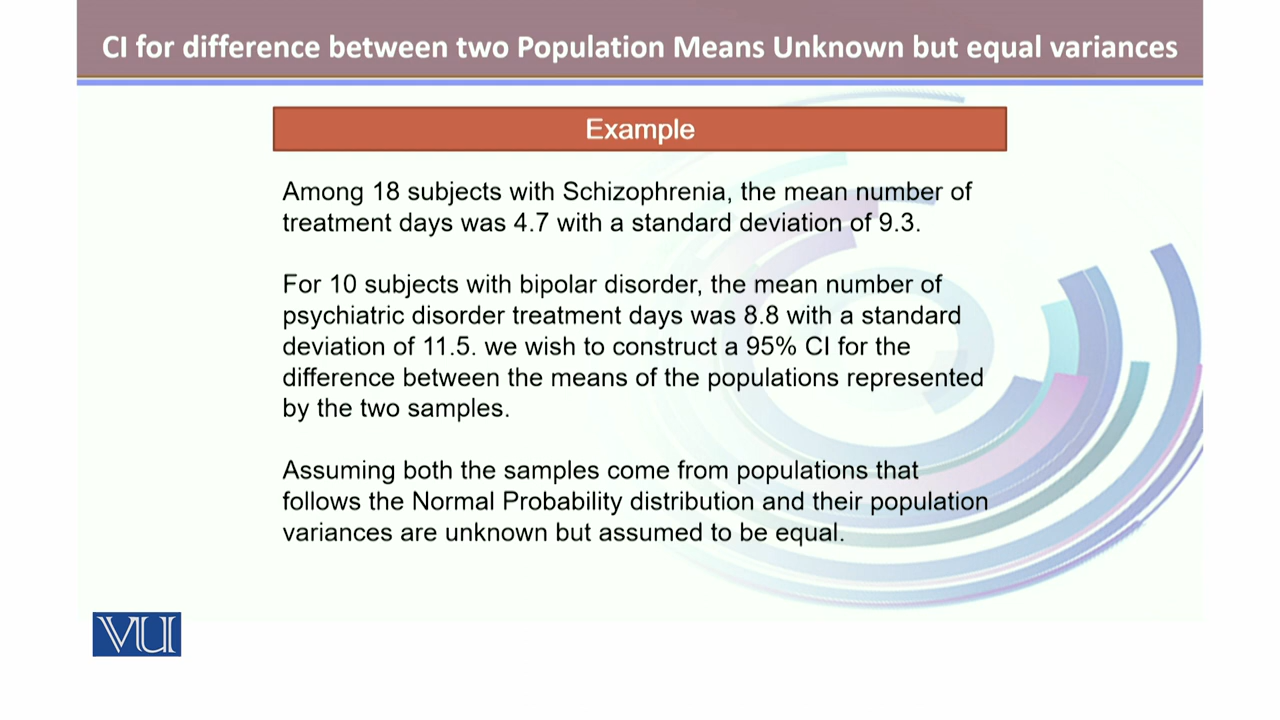 CI for difference between two Population Means Unknown but equal variances
Example
Among 18 subjects with Schizophrenia, the mean number of
treatment days was 4.7 with a standard deviation of 9.3.
For 10 subjects with bipolar disorder, the mean number of
psychiatric disorder treatment days was 8.8 with a standard
deviation of 11.5. we wish to construct a 95% CI for the
difference between the means of the populations represented
by the two samples.
Assuming both the samples come from populations that
follows the Normal Probability distribution and their population
variances are unknown but assumed to be equal.
VU